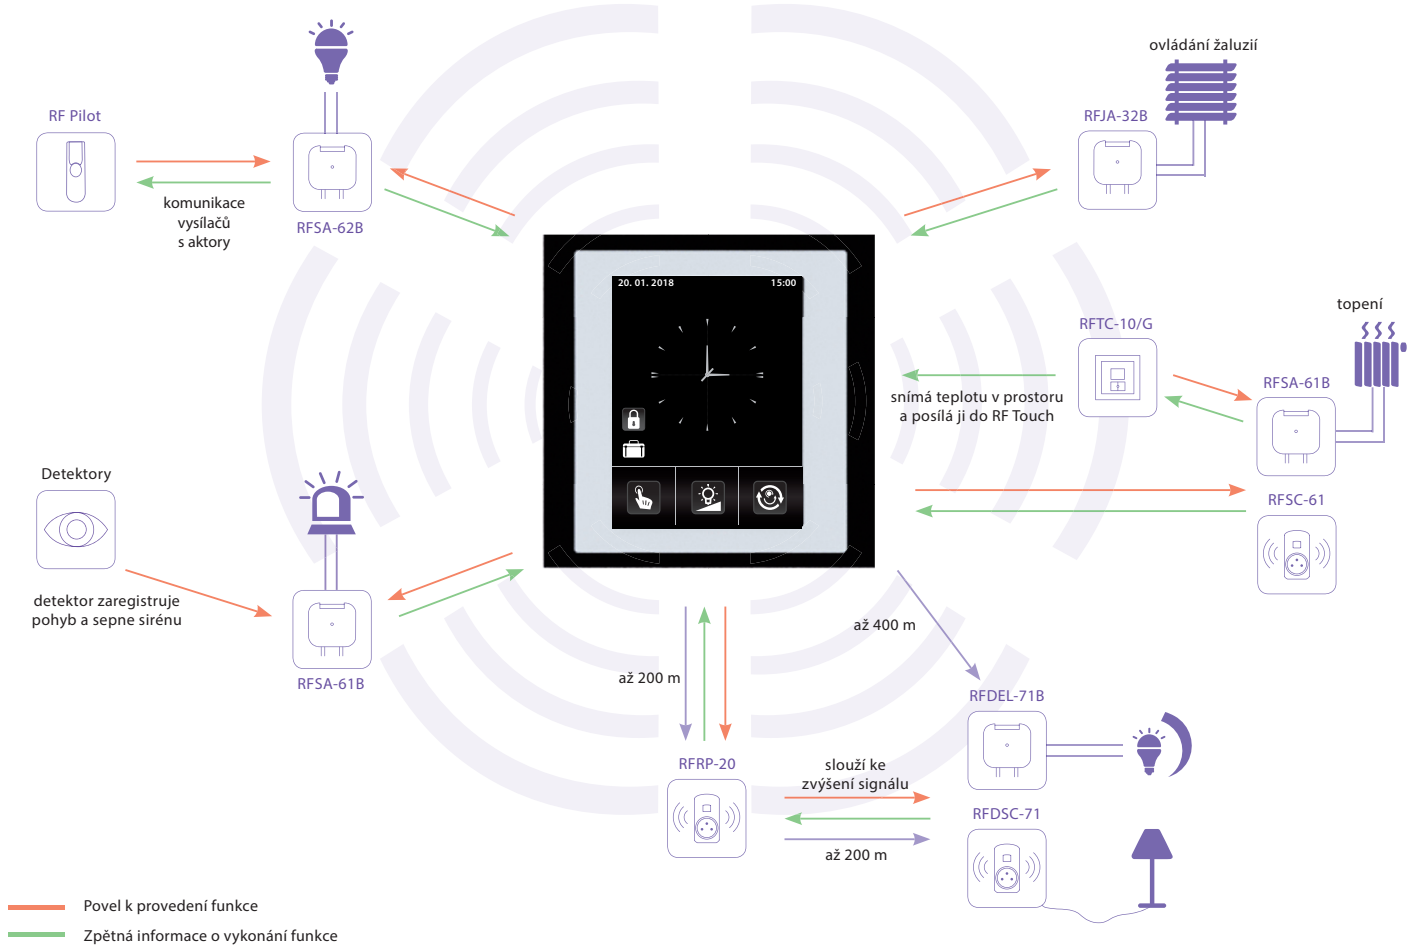 ovládání žaluzií
RF Pilot
RFJA-32B
komunikace
vysílačů
s aktory
RFSA-62B
20. 01. 2018
15:00
topení
RFTC-10/G
RFSA-61B
snímá teplotu v prostoru
a posílá ji do RF Touch
Detektory
RFSC-61
detektor zaregistruje
pohyb a sepne sirénu
RFSA-61B
až 400 m
až 200 m
RFDEL-71B
RFRP-20
slouží ke
zvýšení signálu
RFDSC-71
až 200 m
Povel k provedení funkce
Zpětná informace o vykonání funkce